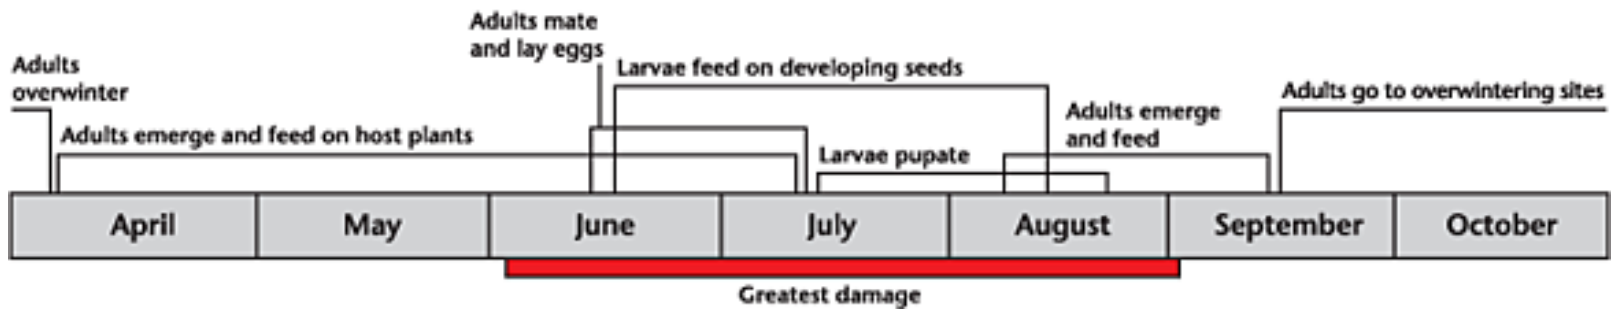 Adults mate
and lay eggs
Adults
overwinter
Larvae feed on developing seeds
Adults go to overwintering sites
Adults emerge
and feed
Adults emerge and feed on host plants
Larvae pupate
April
May
June
July
August
September
October
Greatest damage